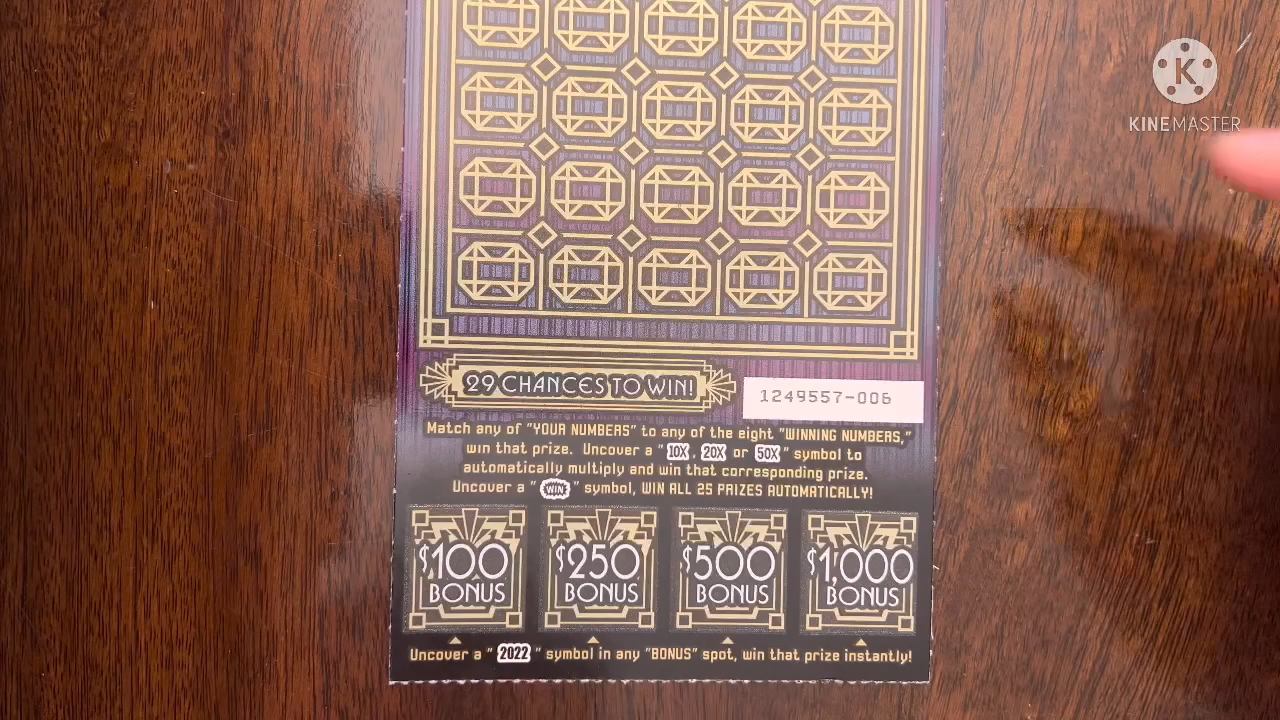 K
KINEMASTER
29 CHANCES TO WIN!
1249557-006
Match any of "YOUR NUMBERS" to any of the eight "WINNING NUMBERS,"
win that prize. Uncover a "10X, 20X or 50X" symbol to
automatically multiply and win that corresponding prize.
Uncover a "WIN" symbol, WIN ALL 25 PRIZES AUTOMATICALLY!
$100 $250 $500 $1,000
BONUS BONUS BONUS BONUS
Uncover a "2022" symbol in any "BONUS" spot, win that prize instantly!